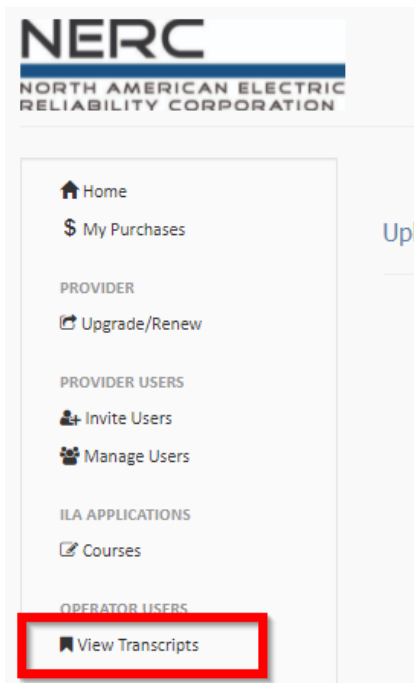 NERC
NORTH AMERICAN ELECTRIC
RELIABILITY CORPORATION
Home
$ My Purchases
Upl
PROVIDER
Upgrade/Renew
PROVIDER USERS
Invite Users
Manage Users
ILA APPLICATIONS
Courses
OPERATOR USERS
View Transcripts